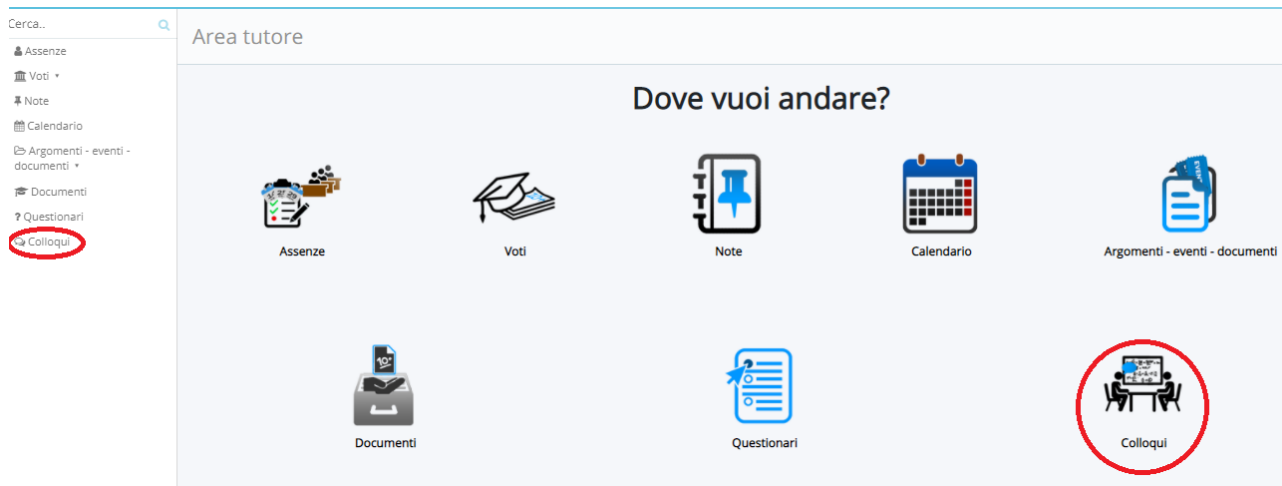 Cerca..
Assenze
Voti
Note
Calendario
Argomenti - eventi -
documenti
Documenti
? Questionari
Colloqui
Area tutore
Dove vuoi andare?
Assenze
Voti
Note
Calendario
Argomenti - eventi - documenti
Documenti
Questionari
Colloqui